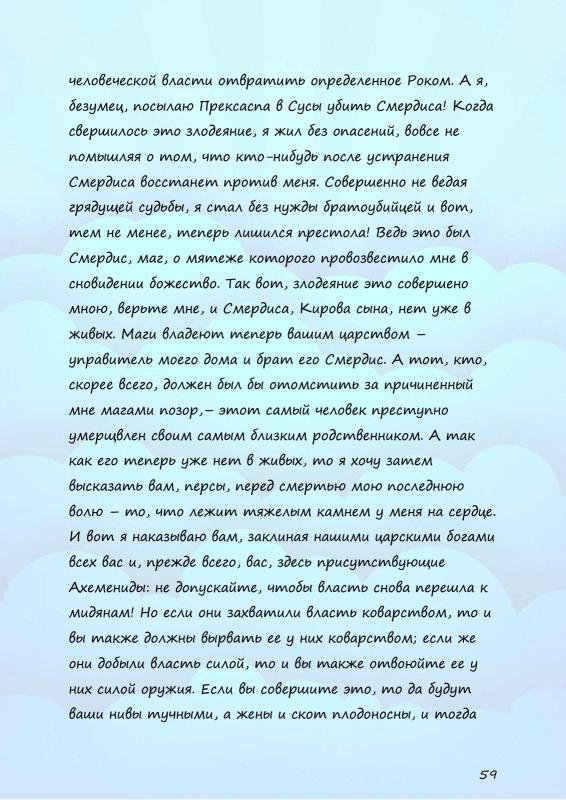 человеческой власти отвратить определенное Роком. А я,
безумец, посылаю Прексаспа в Сусы убить Смердиса! Когда
свершилось это злодеяние, я жил без опасений, вовсе не
помышляя о том, что кто-нибудь после устранения
Смердиса восстанет против меня. Совершенно не ведая
грядущей судьбы, я стал без нужды братоубийцей и вот,
тем не менее, теперь лишился престола! Ведь это был
Смердис, маг, о мятеже которого провозвестило мне в
сновидении божество. Так вот, злодеяние это совершено
мною, верьте мне, и Смердиса, Кирова сына, нет уже в
живых. Маги владеют теперь вашим царством –
управитель моего дома и брат его Смердис. А тот, кто,
скорее всего, должен был бы отомстить за причиненный
мне магами позор,– этот самый человек преступно
умерщвлен своим самым близким родственником. А так
как его теперь уже нет в живых, то я хочу затем
высказать вам, персы, перед смертью мою последнюю
волю – то, что лежит тяжелым камнем у меня на сердце.
И вот я наказываю вам, заклиная нашими царскими богами
всех вас и, прежде всего, вас, здесь присутствующие
Ахемениды: не допускайте, чтобы власть снова перешла к
мидянам! Но если они захватили власть коварством, то и
вы также должны вырвать ее у них коварством; если же
они добыли власть силой, то и вы также отвоюйте ее у
них силой оружия. Если вы совершите это, то да будут
ваши нивы тучными, а жены и скот плодоносны, и тогда
59